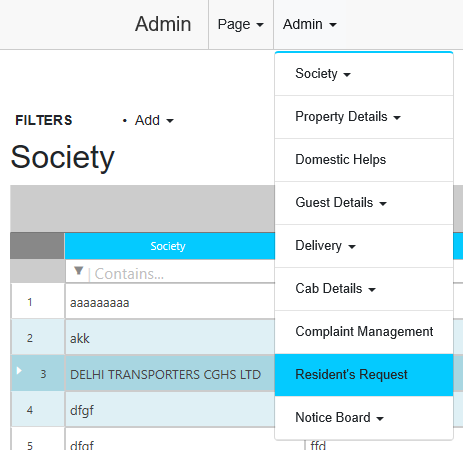 Admin Page Admin
Society
Property Details
Domestic Helps
Guest Details
Delivery
Cab Details
Complaint Management
Resident's Request
Notice Board
FILTERS • Add
Society
Society
Contains...
1 aaaaaaaaa
2 akk
3 DELHI TRANSPORTERS CGHS LTD
4 dfgf
5 dfgf ffd